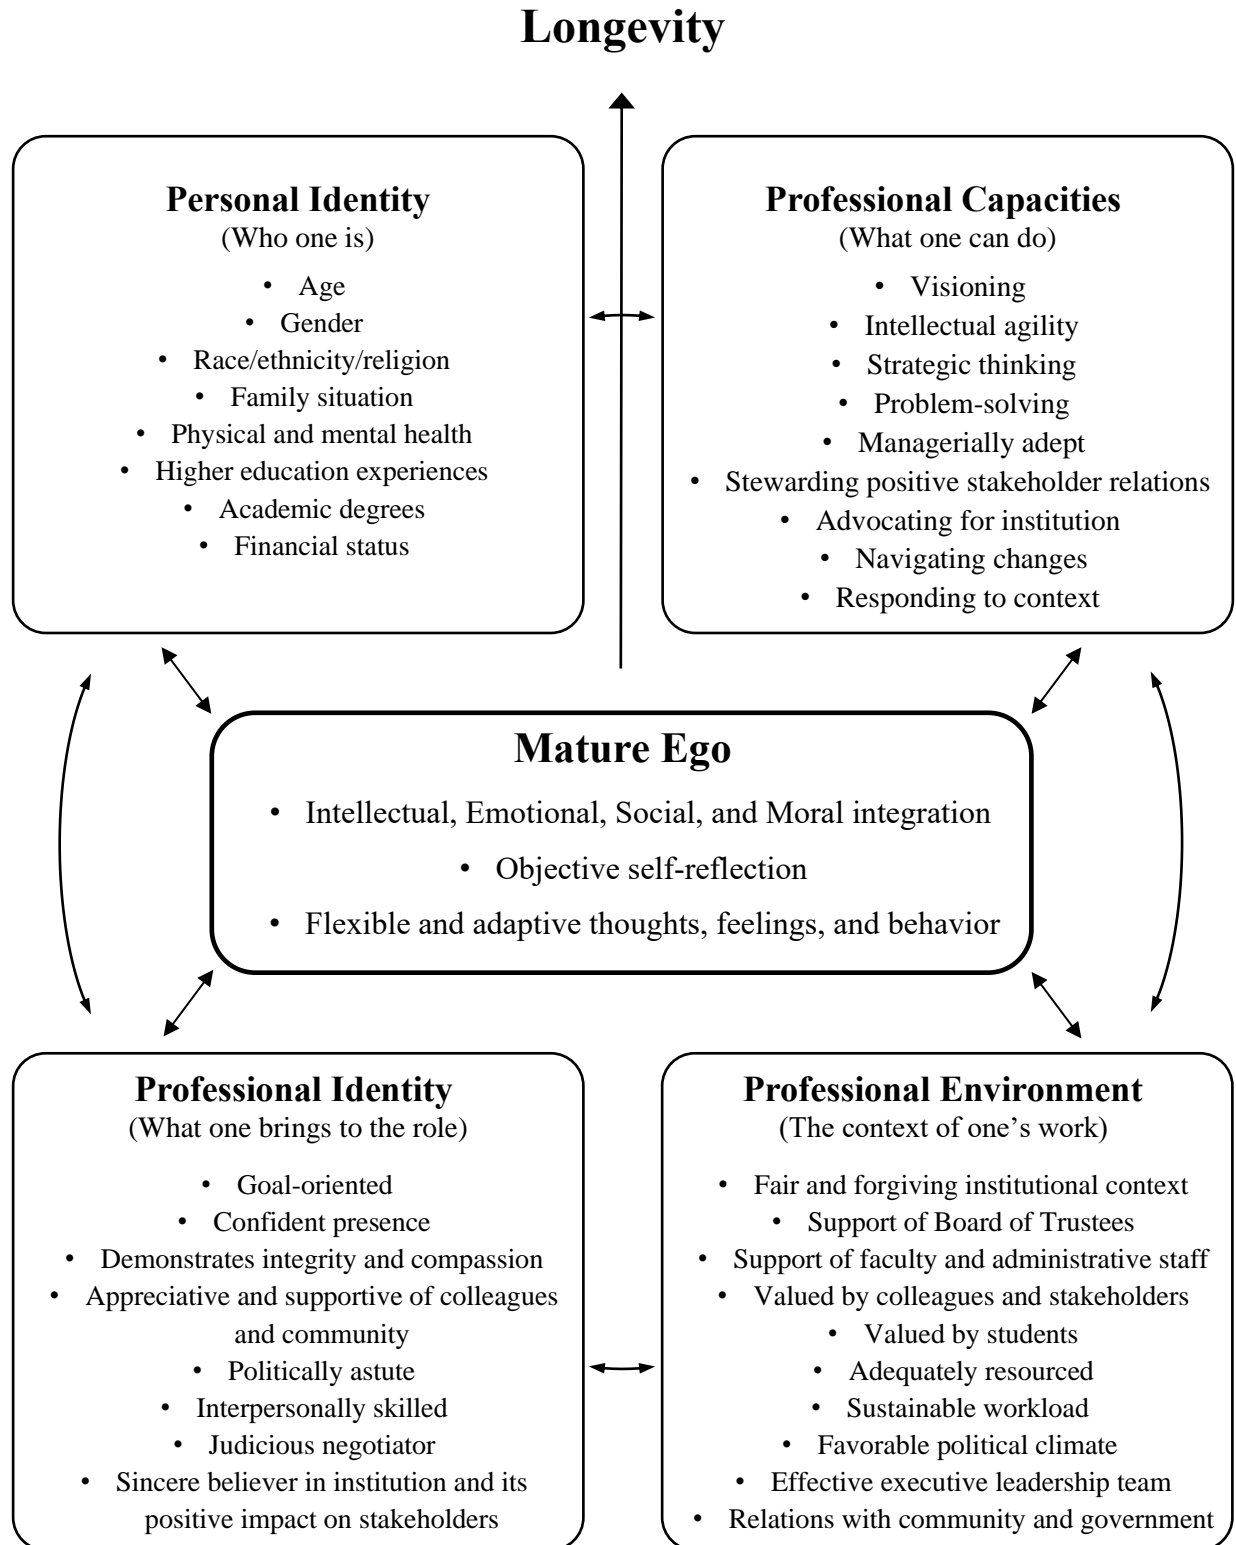 Longevity
Personal Identity
(Who one is)
• Age
• Gender
• Race/ethnicity/religion
• Family situation
• Physical and mental health
• Higher education experiences
• Academic degrees
• Financial status
Professional Capacities
(What one can do)
• Visioning
• Intellectual agility
• Strategic thinking
• Problem-solving
• Managerially adept
• Stewarding positive stakeholder relations
• Advocating for institution
• Navigating changes
• Responding to context
Mature Ego
• Intellectual, Emotional, Social, and Moral integration
• Objective self-reflection
• Flexible and adaptive thoughts, feelings, and behavior
Professional Identity
(What one brings to the role)
• Goal-oriented
• Confident presence
• Demonstrates integrity and compassion
• Appreciative and supportive of colleagues
and community
• Politically astute
• Interpersonally skilled
• Judicious negotiator
• Sincere believer in institution and its
positive impact on stakeholders
Professional Environment
(The context of one’s work)
• Fair and forgiving institutional context
• Support of Board of Trustees
• Support of faculty and administrative staff
• Valued by colleagues and stakeholders
• Valued by students
• Adequately resourced
• Sustainable workload
• Favorable political climate
• Effective executive leadership team
• Relations with community and government